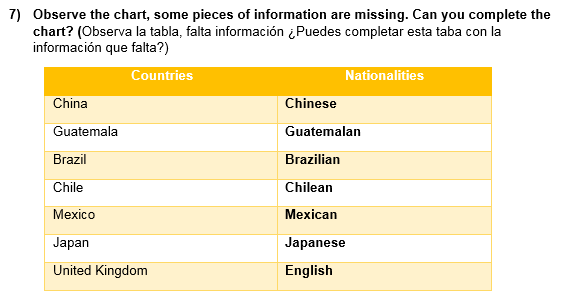 7) Observe the chart, some pieces of information are missing. Can you complete the
chart? (Observa la tabla, falta información ¿Puedes completar esta taba con la
información que falta?)
Countries Nationalities
China Chinese
Guatemala Guatemalan
Brazil Brazilian
Chile Chilean
Mexico Mexican
Japan Japanese
United Kingdom English